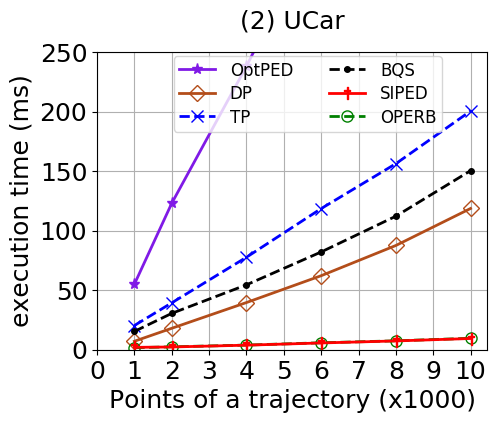 (2) UCar
250
200
150
100
50
0
execution time (ms)
OptPED
DP
TP
BQS
SIPED
OPERB
0 1 2 3 4 5 6 7 8 9 10
Points of a trajectory (x1000)